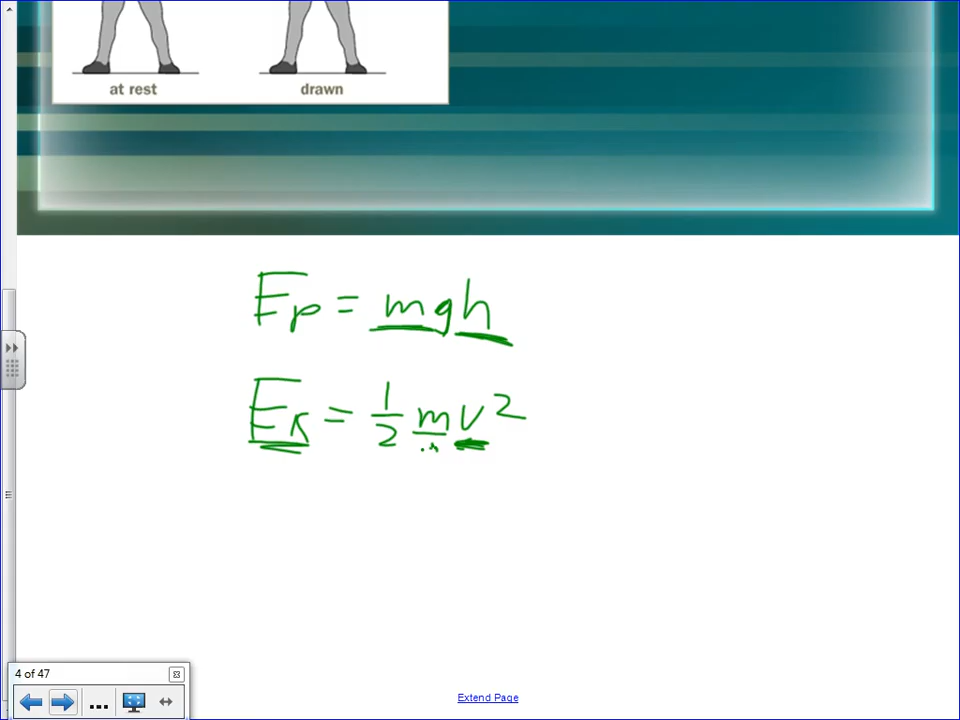 at rest drawn
Ep = mgh
Ek = 1/2 mv²
4 of 47
Extend Page